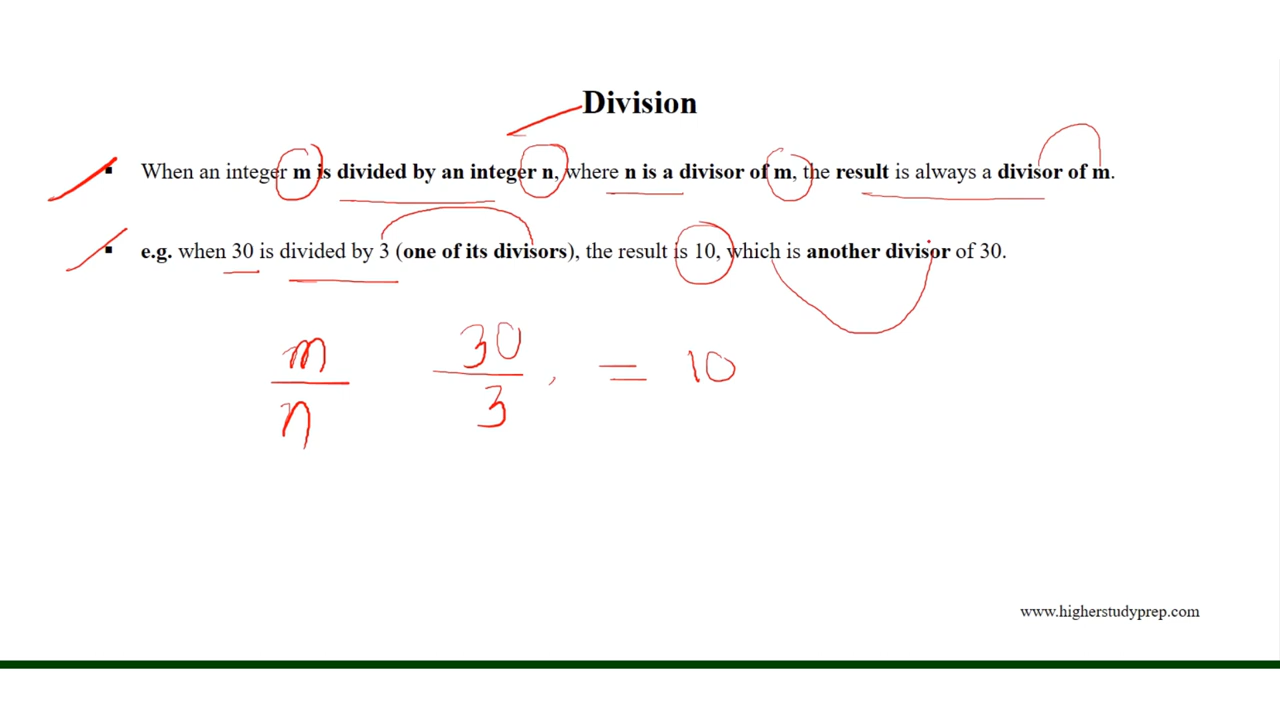 Division
▪ When an integer m is divided by an integer n, where n is a divisor of m, the result is always a divisor of m.
▪ e.g. when 30 is divided by 3 (one of its divisors), the result is 10, which is another divisor of 30.
m 30
= 10
n 3
www.higherstudyprep.com